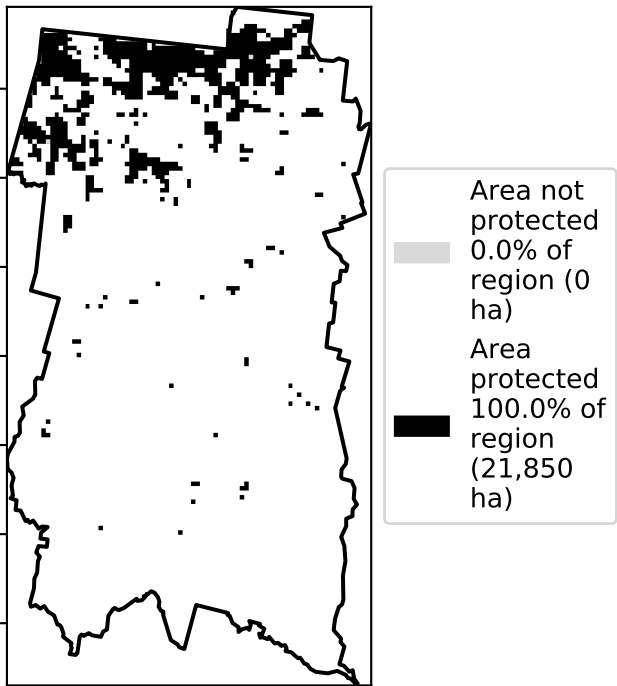 Area not
protected
0.0% of
region (0
ha)
Area
protected
100.0% of
region
(21,850
ha)